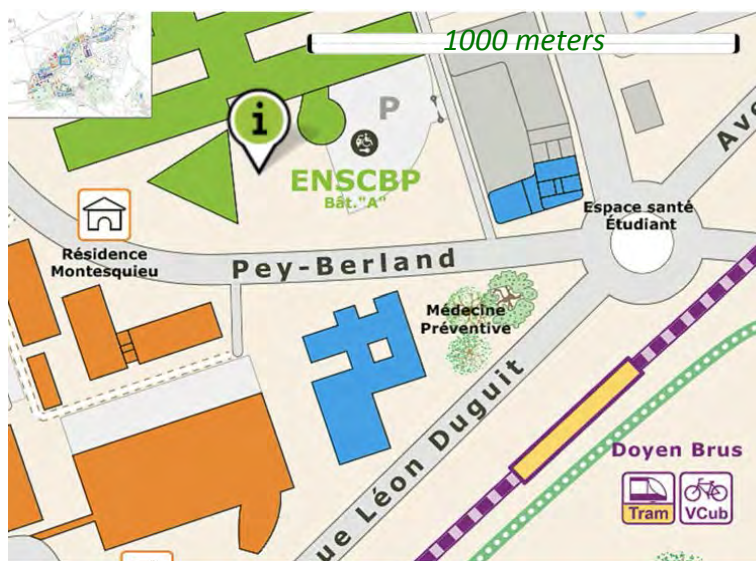 1000 meters
i
P
Ave
ENSCBP
Bât."A"
Espace santé
Étudiant
Résidence
Montesquieu
Pey-Berland
Médecine
Préventive
ue Léon Duguit
Doyen Brus
Tram
VCub